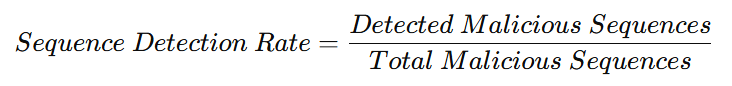 Sequence Detection Rate = Detected Malicious Sequences / Total Malicious Sequences